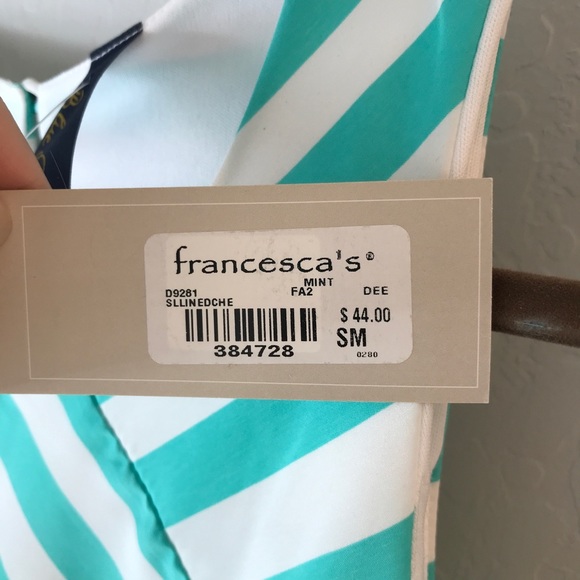 francesca's®
MINT
D9281 FA2 DEE
SLLINEDCHE
$ 44.00
SM
384728
0280